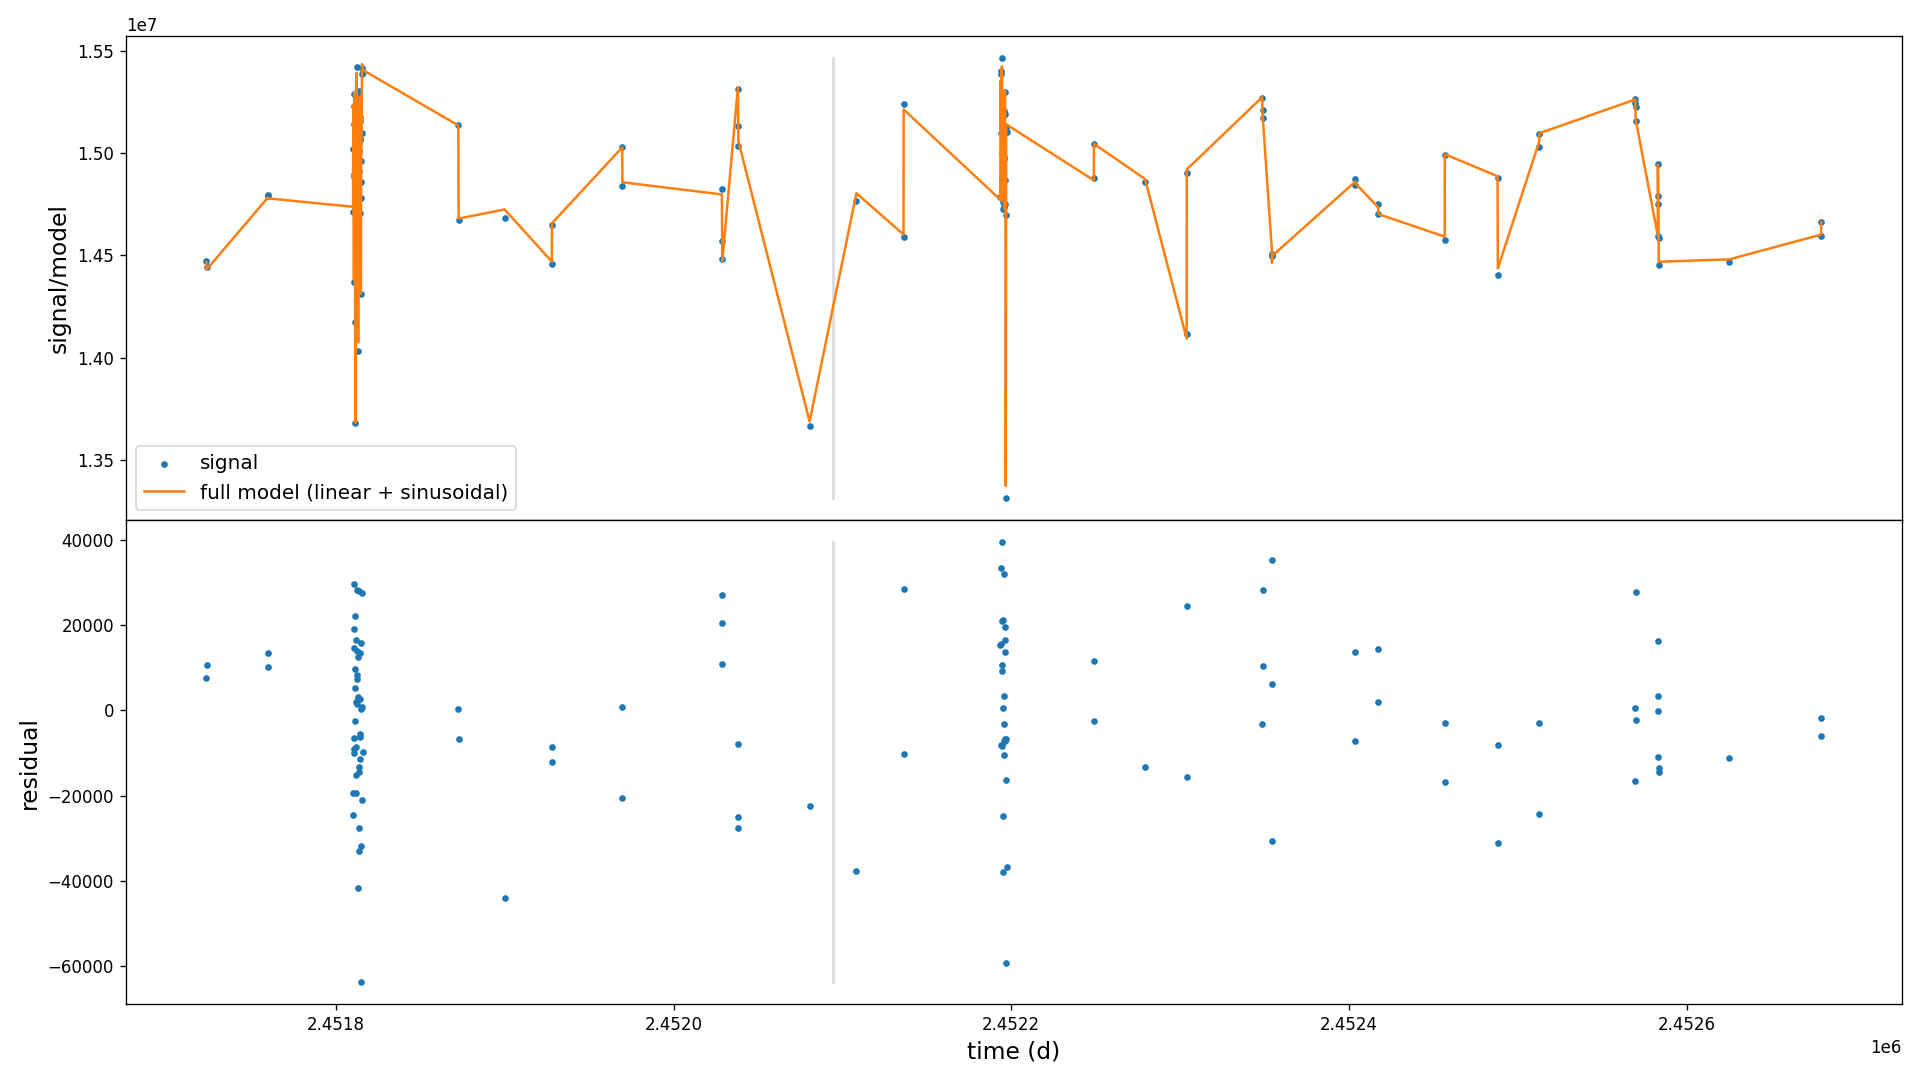 1e7
1.55
1.50
1.45
1.40
1.35
signal/model
signal
full model (linear + sinusoidal)
40000
20000
0
−20000
−40000
−60000
residual
2.4518
2.4520
2.4522
2.4524
2.4526
time (d)
1e6